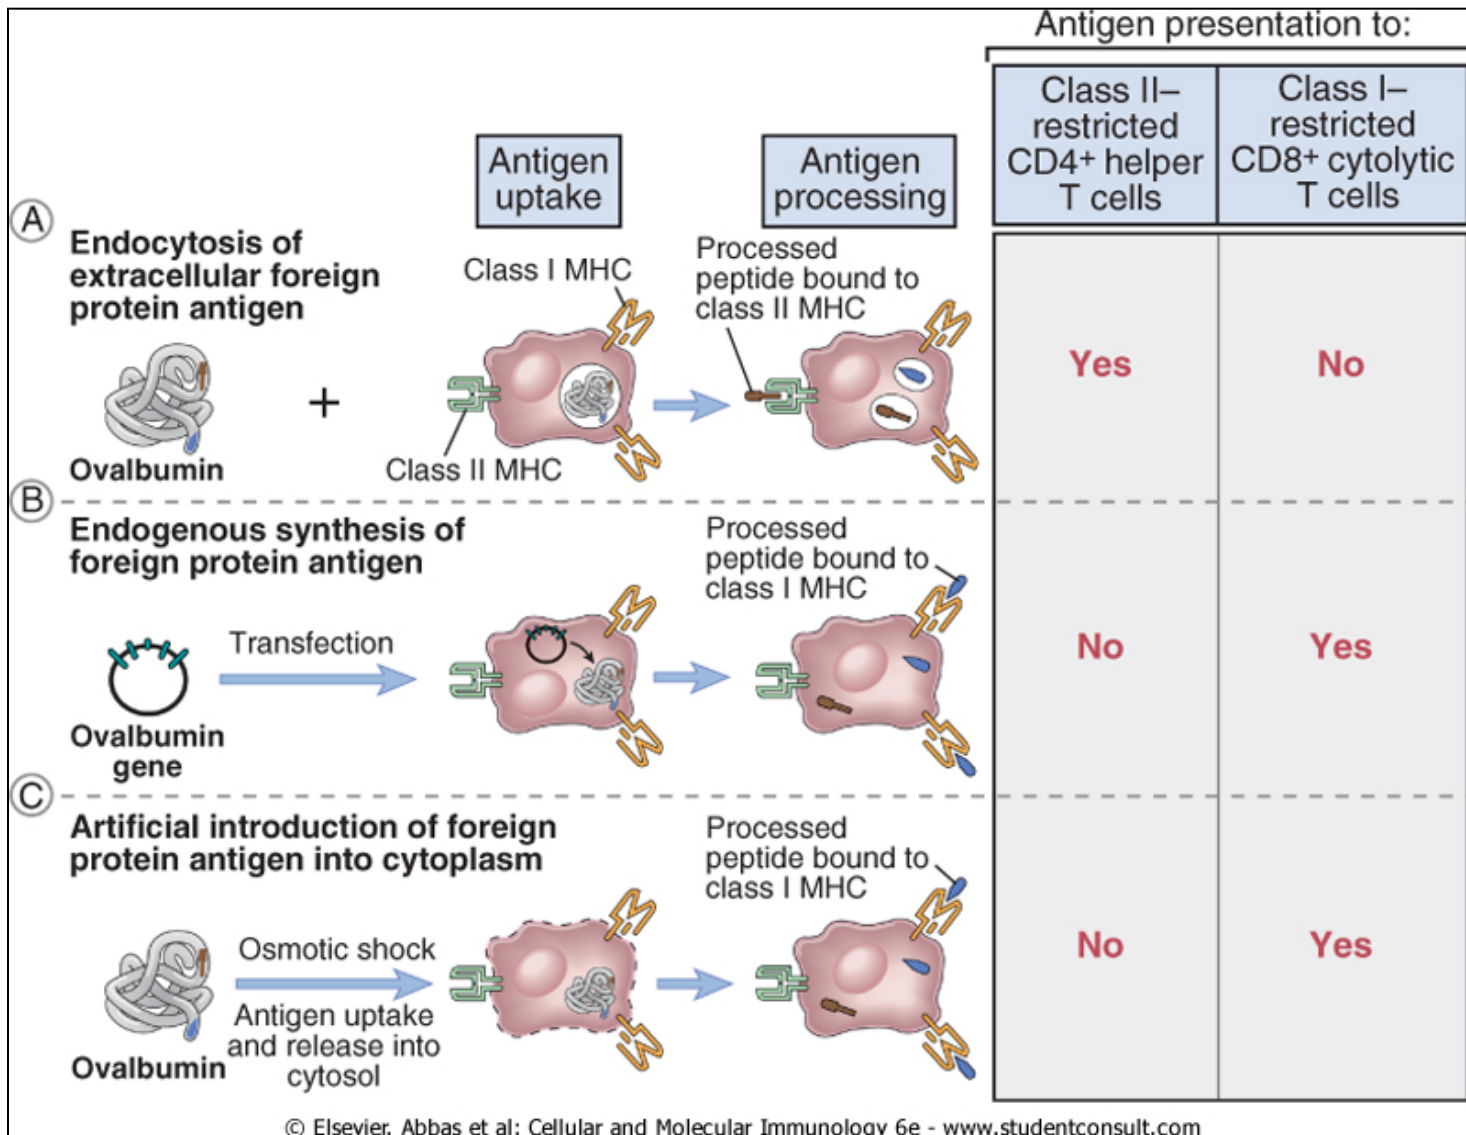 Antigen presentation to:
Class II–
restricted
CD4+ helper
T cells
Class I–
restricted
CD8+ cytolytic
T cells
Antigen
uptake
Antigen
processing
A
Endocytosis of
extracellular foreign
protein antigen
Class I MHC
Processed
peptide bound to
class II MHC
+
Ovalbumin
Class II MHC
Yes
No
B
Endogenous synthesis of
foreign protein antigen
Processed
peptide bound to
class I MHC
Transfection
Ovalbumin
gene
No
Yes
C
Artificial introduction of foreign
protein antigen into cytoplasm
Processed
peptide bound to
class I MHC
Osmotic shock
Antigen uptake
and release into
cytosol
Ovalbumin
No
Yes
© Elsevier. Abbas et al: Cellular and Molecular Immunology 6e - www.studentconsult.com